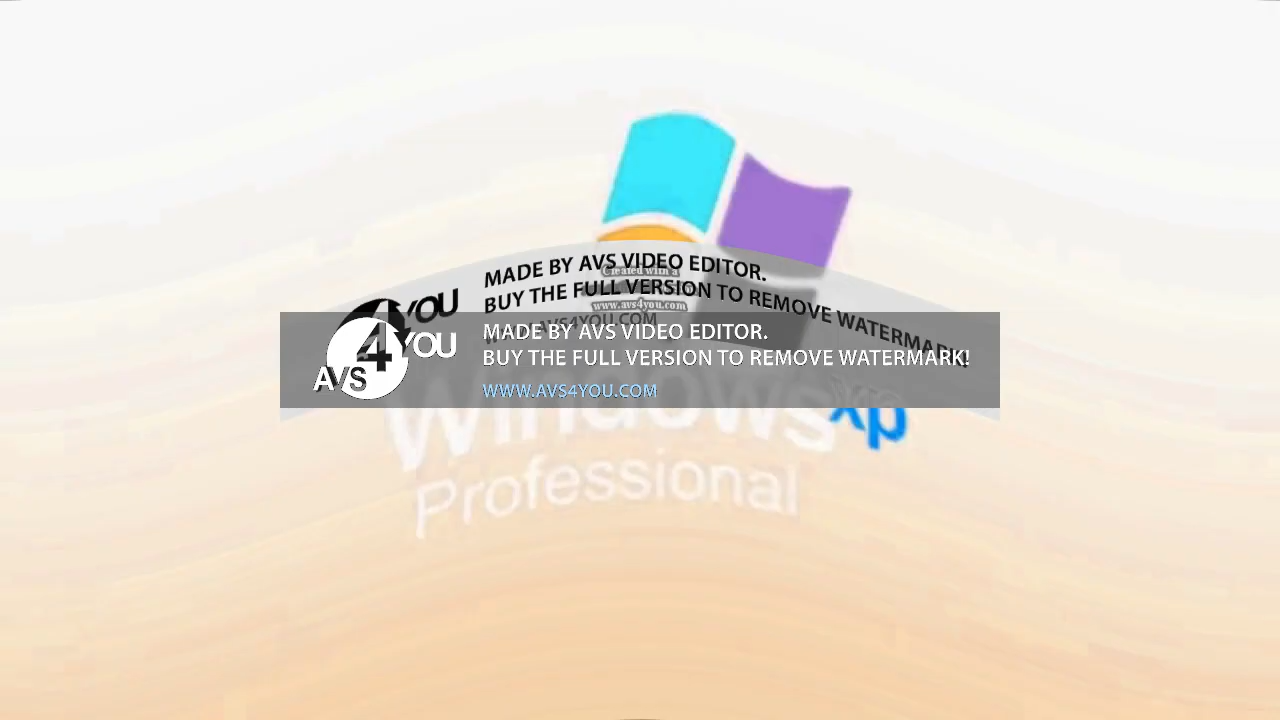 MADE BY AVS VIDEO EDITOR.
BUY THE FULL VERSION TO REMOVE WATERMARK!
Created with a
www.avs4you.com
AVS4YOU.COM
4YOU
AVS4YOU
MADE BY AVS VIDEO EDITOR.
BUY THE FULL VERSION TO REMOVE WATERMARK!
WWW.AVS4YOU.COM
Windows xp
Professional